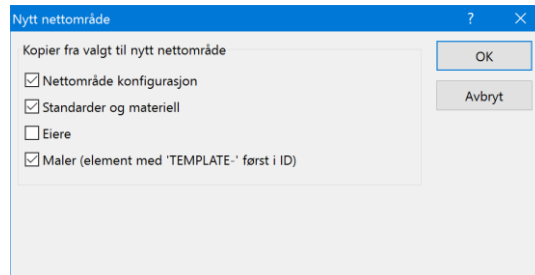 Nytt nettområde
?
Kopier fra valgt til nytt nettområde
OK
Nettområde konfigurasjon
Avbryt
Standarder og materiell
Eiere
Maler (element med 'TEMPLATE-' først i ID)